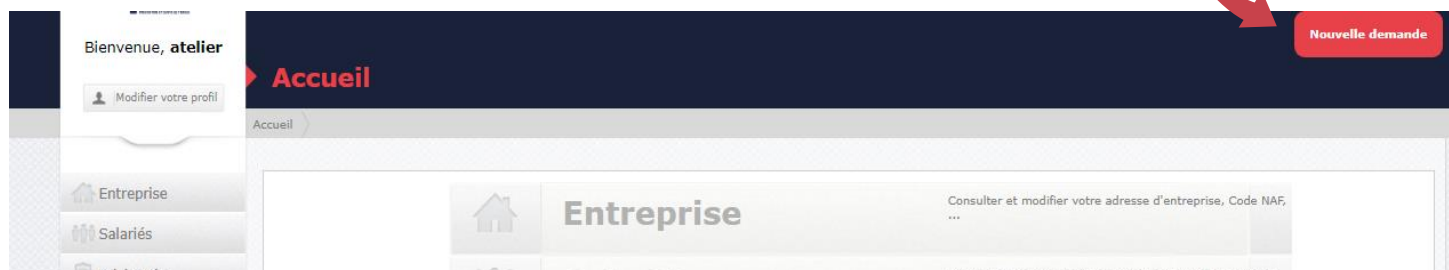 Bienvenue, atelier
Modifier votre profil
Accueil
Nouvelle demande
Accueil
Entreprise
Salariés
Entreprise
Consulter et modifier votre adresse d'entreprise, Code NAF,
...